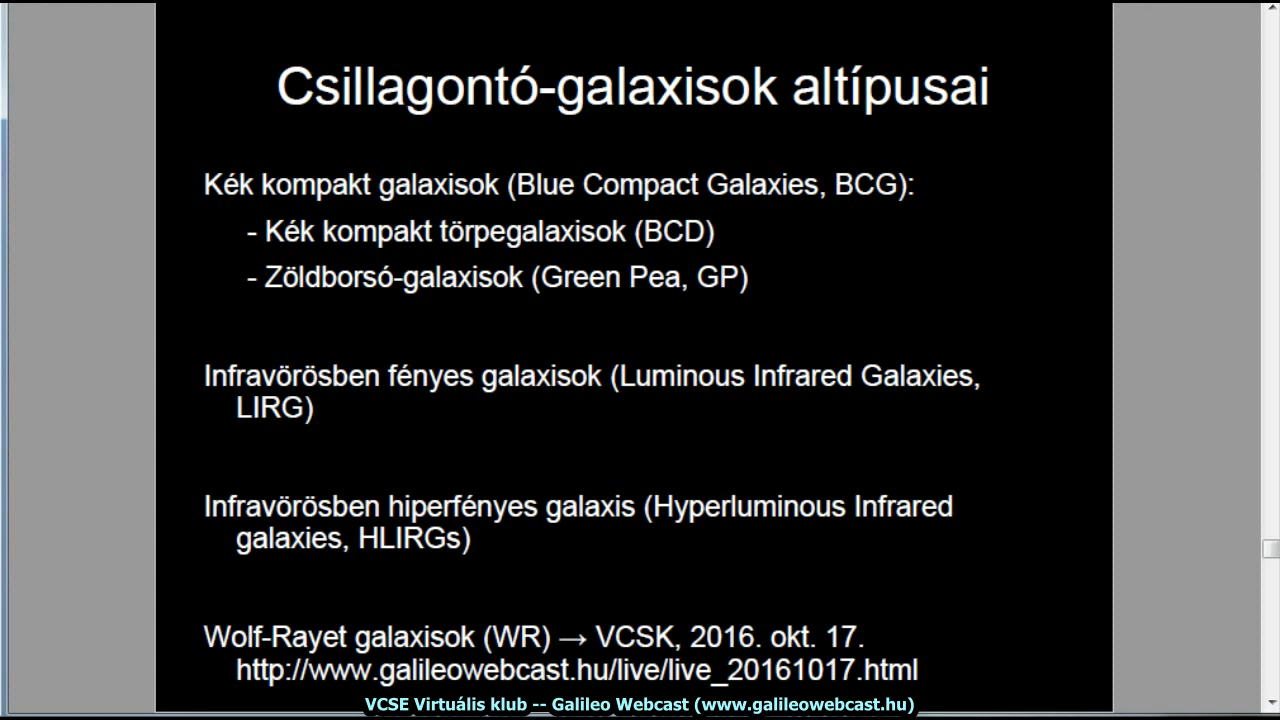 Csillagontó-galaxisok altípusai
Kék kompakt galaxisok (Blue Compact Galaxies, BCG):
- Kék kompakt törpegalaxisok (BCD)
- Zöldborsó-galaxisok (Green Pea, GP)
Infravörösben fényes galaxisok (Luminous Infrared Galaxies,
LIRG)
Infravörösben hiperfényes galaxis (Hyperluminous Infrared
galaxies, HLIRGs)
Wolf-Rayet galaxisok (WR) → VCSK, 2016. okt. 17.
http://www.galileowebcast.hu/live/live_20161017.html
VCSE Virtuális klub -- Galileo Webcast (www.galileowebcast.hu)